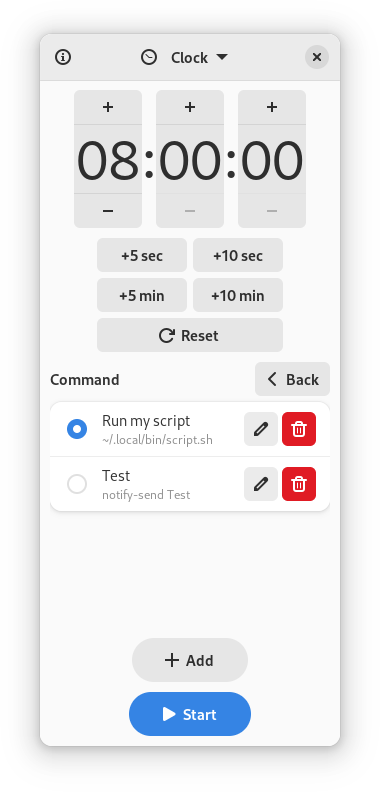 Clock
+ + +
08:00:00
− − −
+5 sec +10 sec
+5 min +10 min
Reset
Command Back
Run my script
~/.local/bin/script.sh
Test
notify-send Test
+ Add
Start